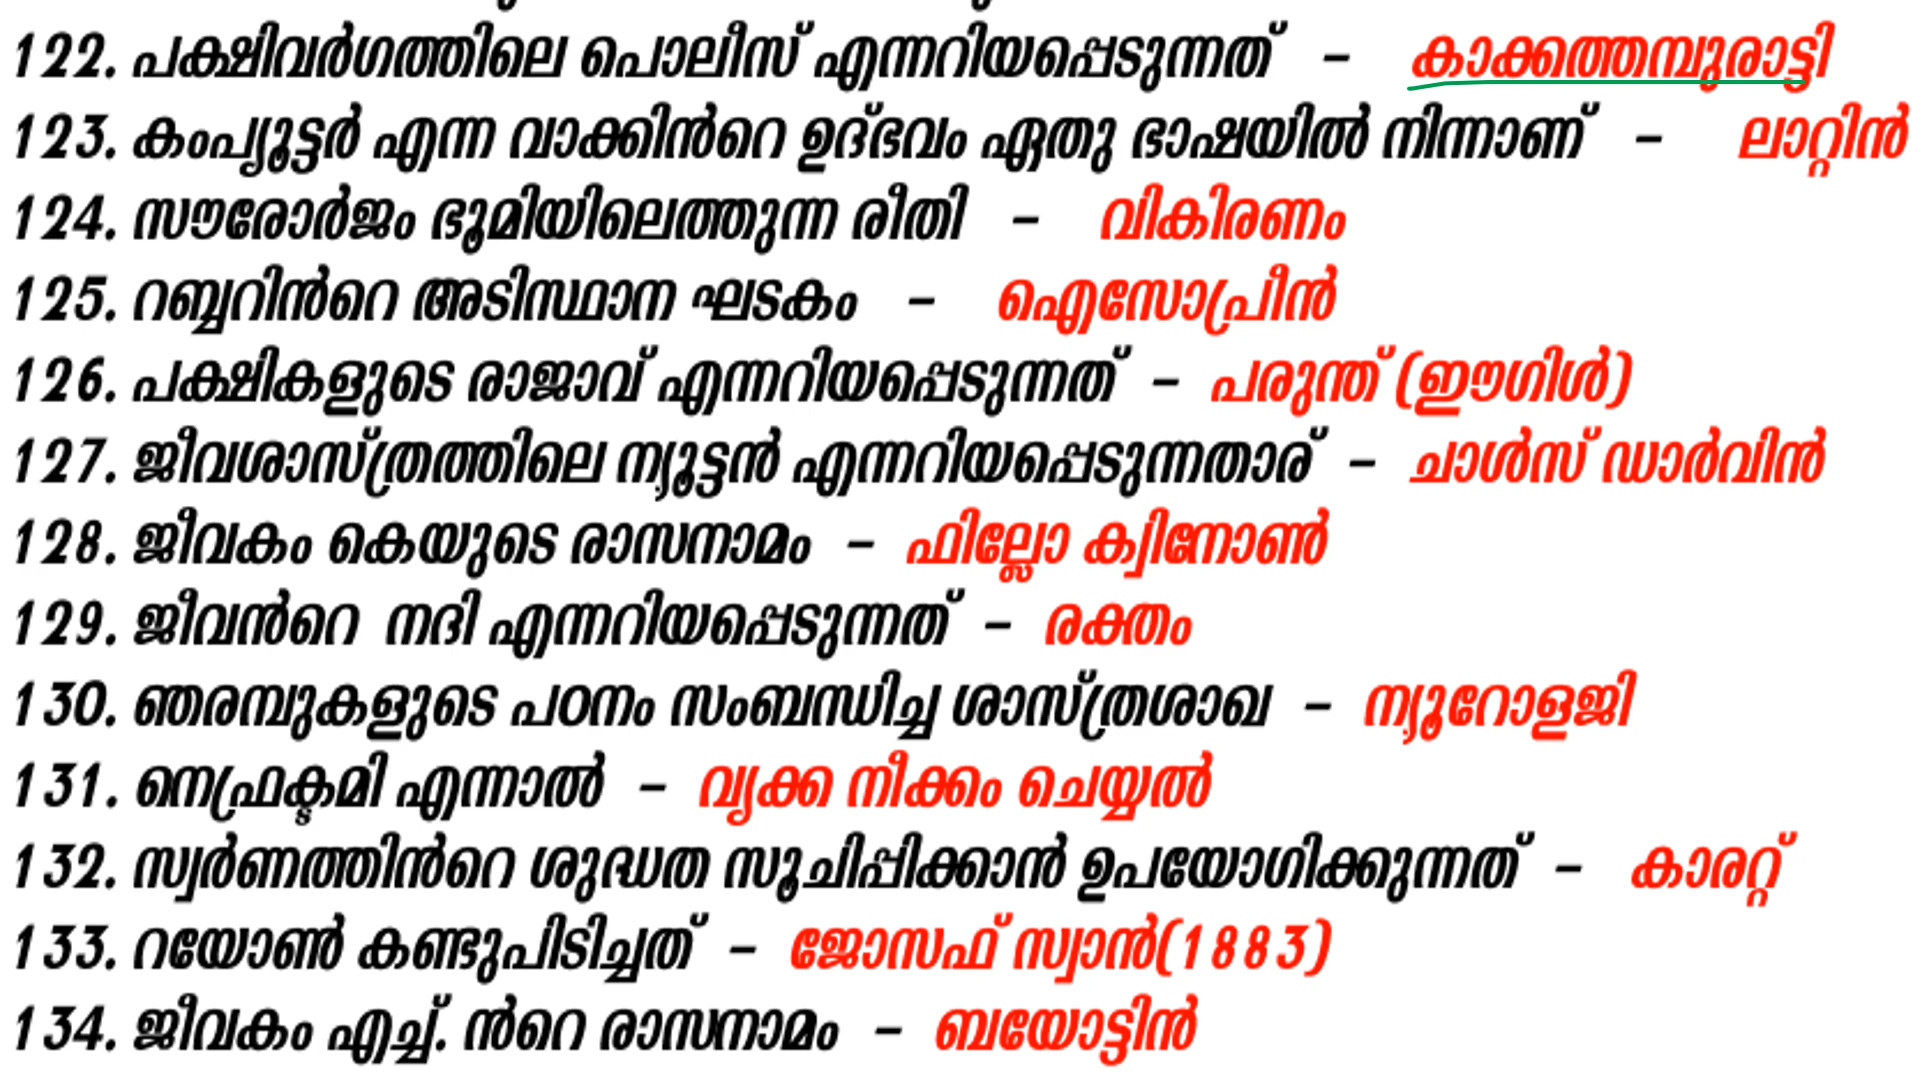 122. പക്ഷിവർഗത്തിലെ പൊലീസ് എന്നറിയപ്പെടുന്നത് - കാക്കത്തമ്പുരാട്ടി
123. കംപ്യൂട്ടർ എന്ന വാക്കിൻറെ ഉദ്ഭവം ഏതു ഭാഷയിൽ നിന്നാണ് - ലാറ്റിൻ
124. സൗരോർജം ഭൂമിയിലെത്തുന്ന രീതി - വികിരണം
125. റബ്ബറിൻറെ അടിസ്ഥാന ഘടകം - ഐസോപ്രീൻ
126. പക്ഷികളുടെ രാജാവ് എന്നറിയപ്പെടുന്നത് - പരുന്ത് (ഈഗിൾ)
127. ജീവശാസ്ത്രത്തിലെ ന്യൂട്ടൻ എന്നറിയപ്പെടുന്നതാര് - ചാൾസ് ഡാർവിൻ
128. ജീവകം കെയുടെ രാസനാമം - ഫില്ലോ ക്വിനോൺ
129. ജീവൻറെ നദി എന്നറിയപ്പെടുന്നത് - രക്തം
130. ഞരമ്പുകളുടെ പഠനം സംബന്ധിച്ച ശാസ്ത്രശാഖ - ന്യൂറോളജി
131. നെഫ്രക്ടമി എന്നാൽ - വൃക്ക നീക്കം ചെയ്യൽ
132. സ്വർണത്തിൻറെ ശുദ്ധത സൂചിപ്പിക്കാൻ ഉപയോഗിക്കുന്നത് - കാരറ്റ്
133. റയോൺ കണ്ടുപിടിച്ചത് - ജോസഫ് സ്വാൻ(1883)
134. ജീവകം എച്ച്. ൻറെ രാസനാമം - ബയോട്ടിൻ